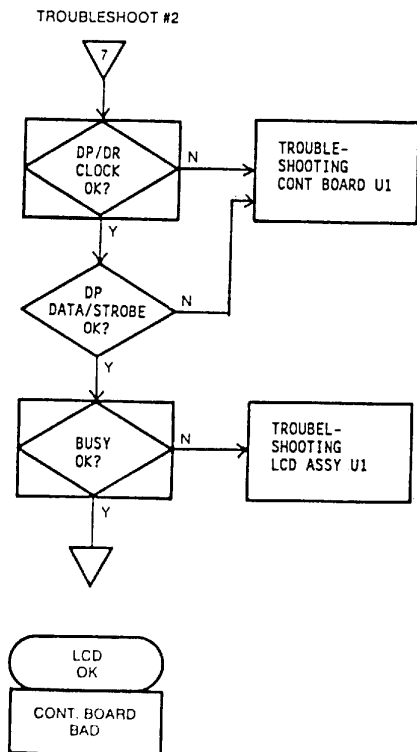 TROUBLESHOOT #2
7
DP/DR
CLOCK
OK?
N
TROUBLE-
SHOOTING
CONT BOARD U1
Y
DP
DATA/STROBE
OK?
N
Y
BUSY
OK?
N
TROUBEL-
SHOOTING
LCD ASSY U1
Y
LCD
OK
CONT. BOARD
BAD